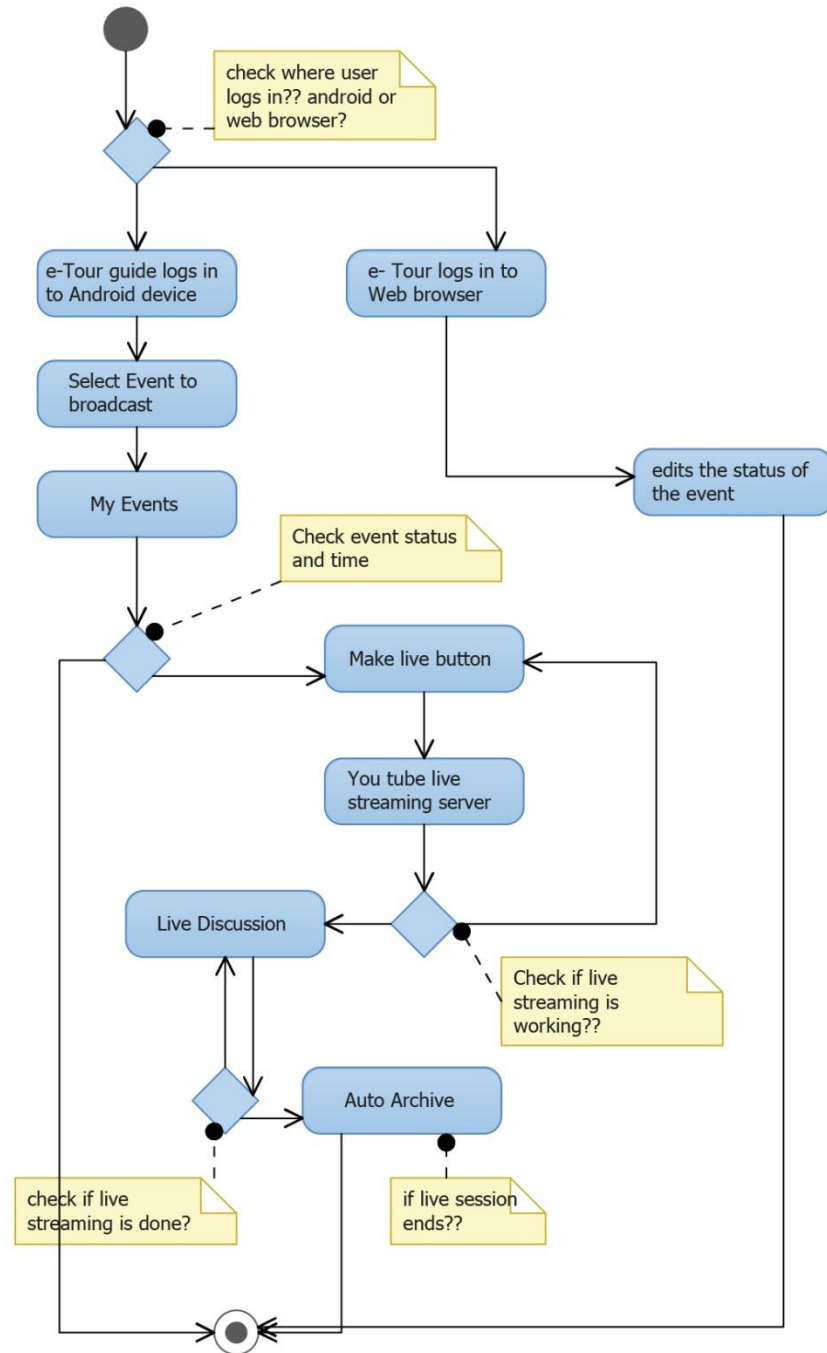 check where user
logs in?? android or
web browser?
e-Tour guide logs in
to Android device
e- Tour logs in to
Web browser
Select Event to
broadcast
edits the status of
the event
My Events
Check event status
and time
Make live button
You tube live
streaming server
Live Discussion
Check if live
streaming is
working??
Auto Archive
check if live
streaming is done?
if live session
ends??